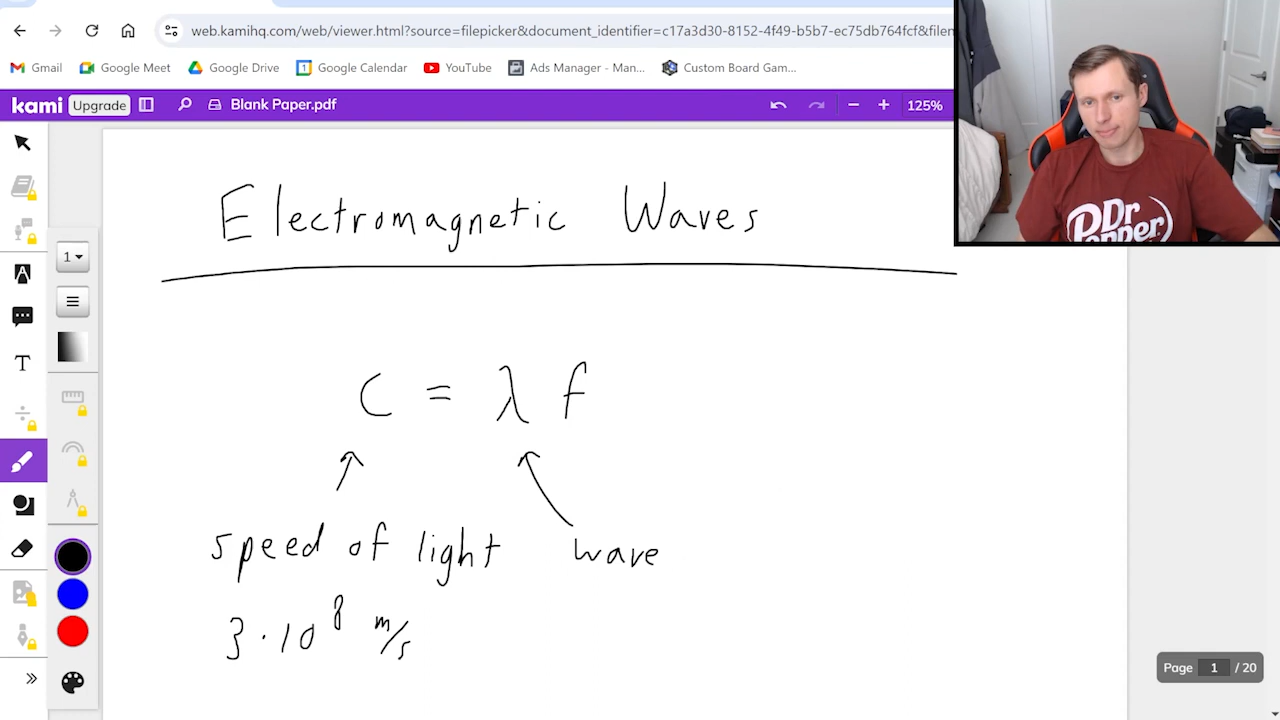 web.kamihq.com/web/viewer.html?source=filepicker&document_identifier=c17a3d30-8152-4f49-b5b7-ec75db764fcf&filen
Gmail Google Meet Google Drive Google Calendar YouTube Ads Manager - Man... Custom Board Gam...
kami Upgrade Blank Paper.pdf 125%
Dr Pepper
Electromagnetic Waves
1
c = λ f
speed of light wave
3·10⁸ m/s
T
Page 1 / 20